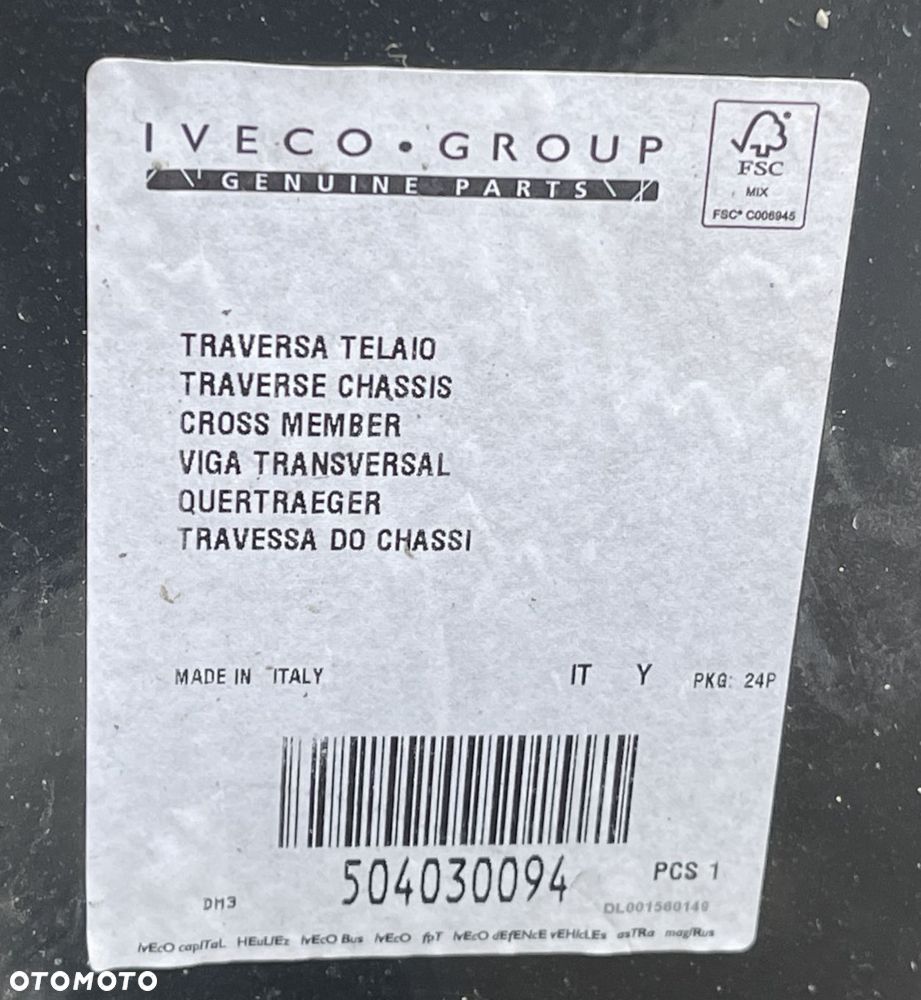 IVECO • GROUP
GENUINE PARTS
FSC
MIX
FSC® C006945
TRAVERSA TELAIO
TRAVERSE CHASSIS
CROSS MEMBER
VIGA TRANSVERSAL
QUERTRAEGER
TRAVESSA DO CHASSI
MADE IN ITALY IT Y PKG: 24P
504030094
PCS 1
DM3
DL001560149
IvEcO capITaL HEuLIEz IvEcO Bus IvEcO fpT IvEcO dEfENcE vEHIcLEs asTRa magIRus
OTOMOTO